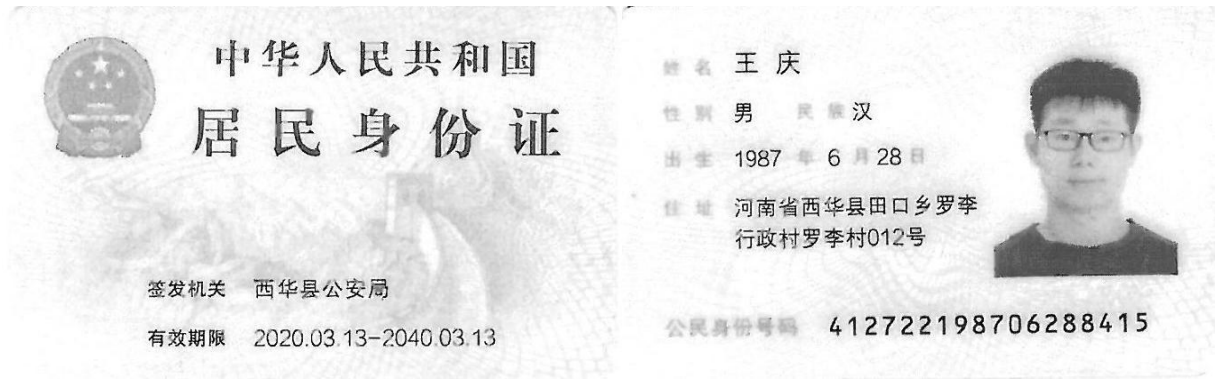 中华人民共和国
居民身份证
签发机关 西华县公安局
有效期限 2020.03.13-2040.03.13
姓名 王庆
性别 男 民族 汉
出生 1987 年 6 月 28 日
住址 河南省西华县田口乡罗李
行政村罗李村012号
公民身份号码 412722198706288415